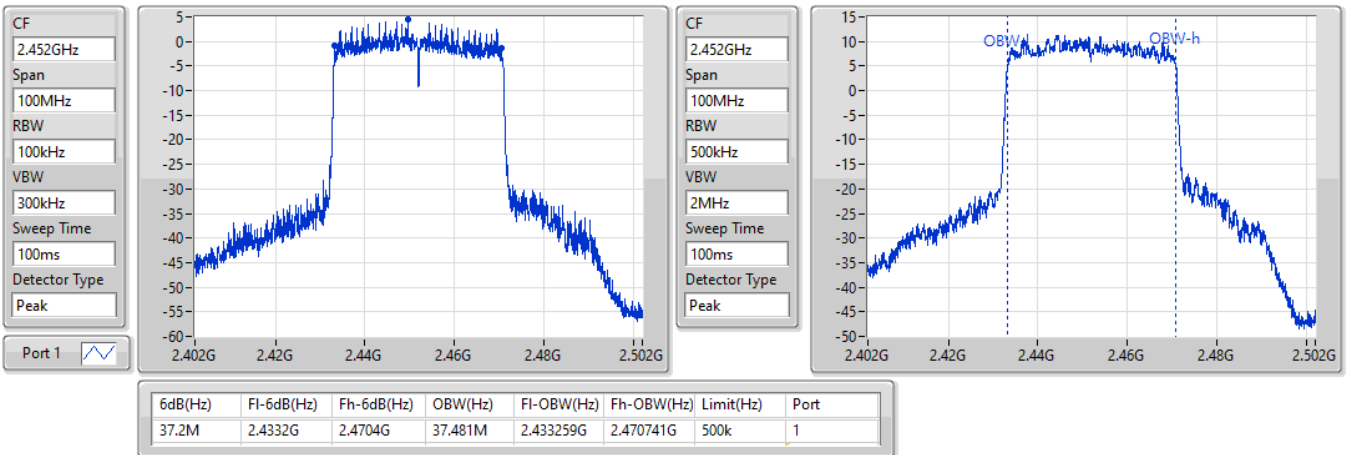 CF
2.452GHz
Span
100MHz
RBW
100kHz
VBW
300kHz
Sweep Time
100ms
Detector Type
Peak
Port 1
5
0
-5
-10
-15
-20
-25
-30
-35
-40
-45
-50
-55
-60
2.402G 2.42G 2.44G 2.46G 2.48G 2.502G
CF
2.452GHz
Span
100MHz
RBW
500kHz
VBW
2MHz
Sweep Time
100ms
Detector Type
Peak
15
10
5
0
-5
-10
-15
-20
-25
-30
-35
-40
-45
-50
OBW-l OBW-h
2.402G 2.42G 2.44G 2.46G 2.48G 2.502G
6dB(Hz) Fl-6dB(Hz) Fh-6dB(Hz) OBW(Hz) Fl-OBW(Hz) Fh-OBW(Hz) Limit(Hz) Port
37.2M 2.4332G 2.4704G 37.481M 2.433259G 2.470741G 500k 1